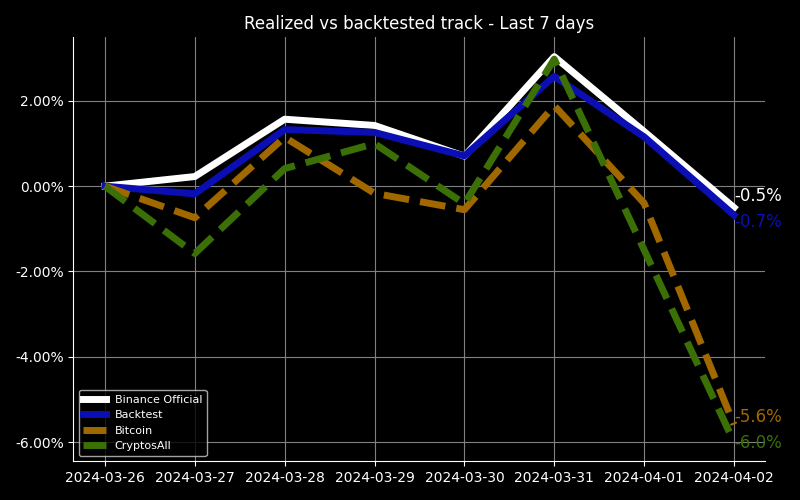 Realized vs backtested track - Last 7 days
2.00%
0.00%
-2.00%
-4.00%
-6.00%
-0.5%
-0.7%
-5.6%
-6.0%
Binance Official
Backtest
Bitcoin
CryptosAll
2024-03-26 2024-03-27 2024-03-28 2024-03-29 2024-03-30 2024-03-31 2024-04-01 2024-04-02